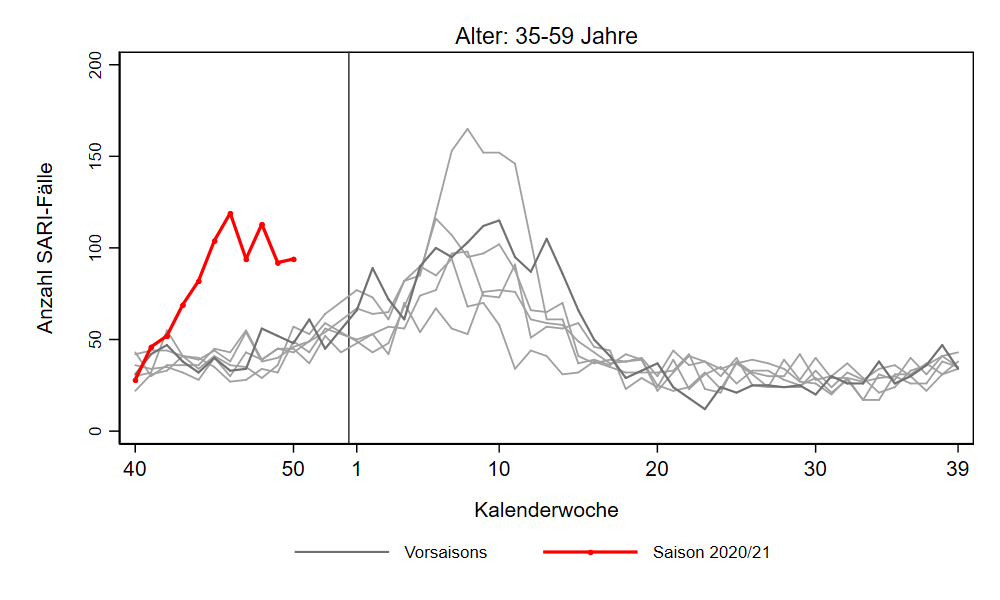 Alter: 35-59 Jahre
Anzahl SARI-Fälle
200
150
100
50
0
40 50 1 10 20 30 39
Kalenderwoche
Vorsaisons Saison 2020/21